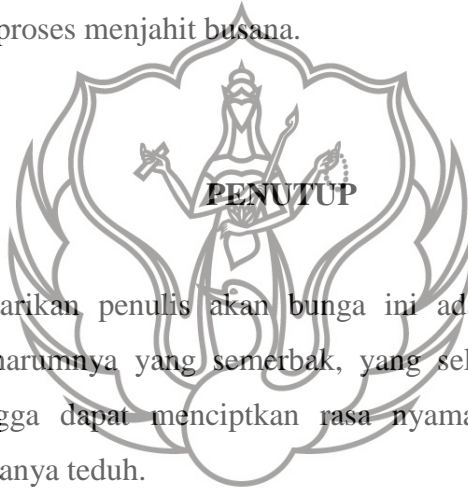 proses menjahit busana.
PENUTUP
arikan penulis akan bunga ini ad
harumnya yang semerbak, yang sel
gga dapat menciptkan rasa nyama
anya teduh.